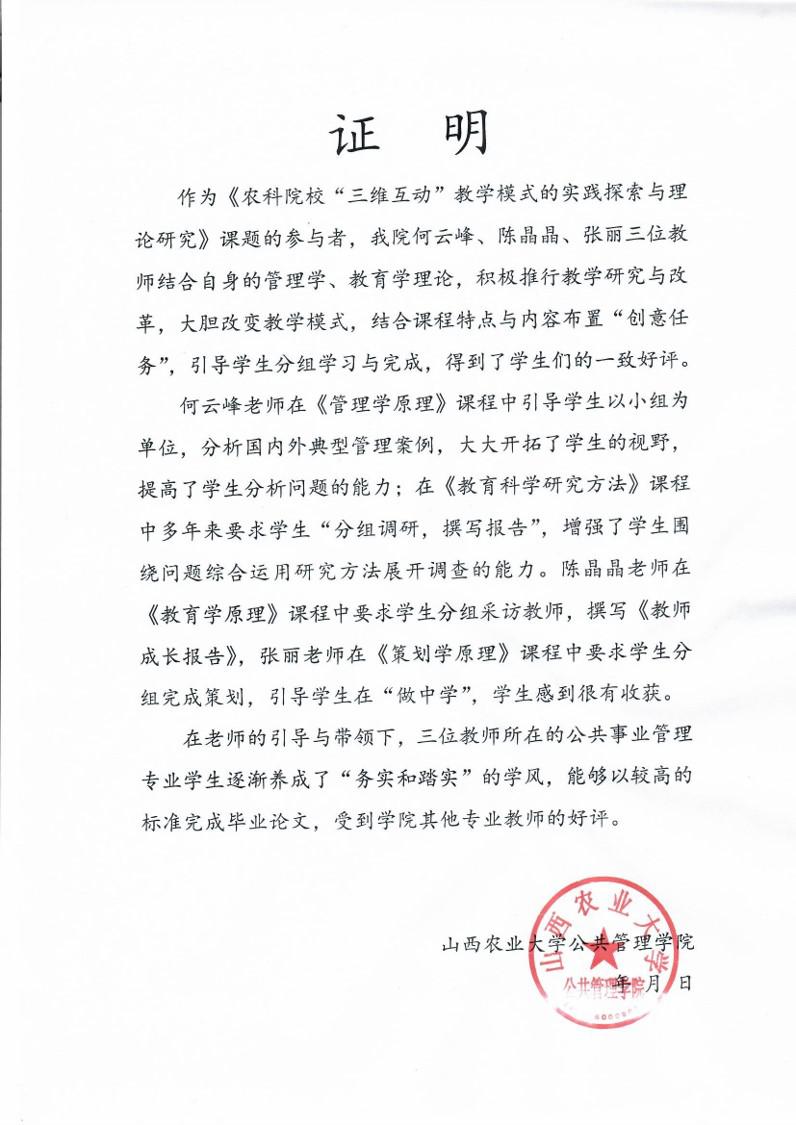 证 明
作为《农科院校“三维互动”教学模式的实践探索与理
论研究》课题的参与者，我院何云峰、陈晶晶、张丽三位教
师结合自身的管理学、教育学理论，积极推行教学研究与改
革，大胆改变教学模式，结合课程特点与内容布置“创意任
务”，引导学生分组学习与完成，得到了学生们的一致好评。
何云峰老师在《管理学原理》课程中引导学生以小组为
单位，分析国内外典型管理案例，大大开拓了学生的视野，
提高了学生分析问题的能力；在《教育科学研究方法》课程
中多年来要求学生“分组调研，撰写报告”，增强了学生围
绕问题综合运用研究方法展开调查的能力。陈晶晶老师在
《教育学原理》课程中要求学生分组采访教师，撰写《教师
成长报告》，张丽老师在《策划学原理》课程中要求学生分
组完成策划，引导学生在“做中学”，学生感到很有收获。
在老师的引导与带领下，三位教师所在的公共事业管理
专业学生逐渐养成了“务实和踏实”的学风，能够以较高的
标准完成毕业论文，受到学院其他专业教师的好评。
山西农业大学公共管理学院
年 月 日
山西农业大学
公共管理学院